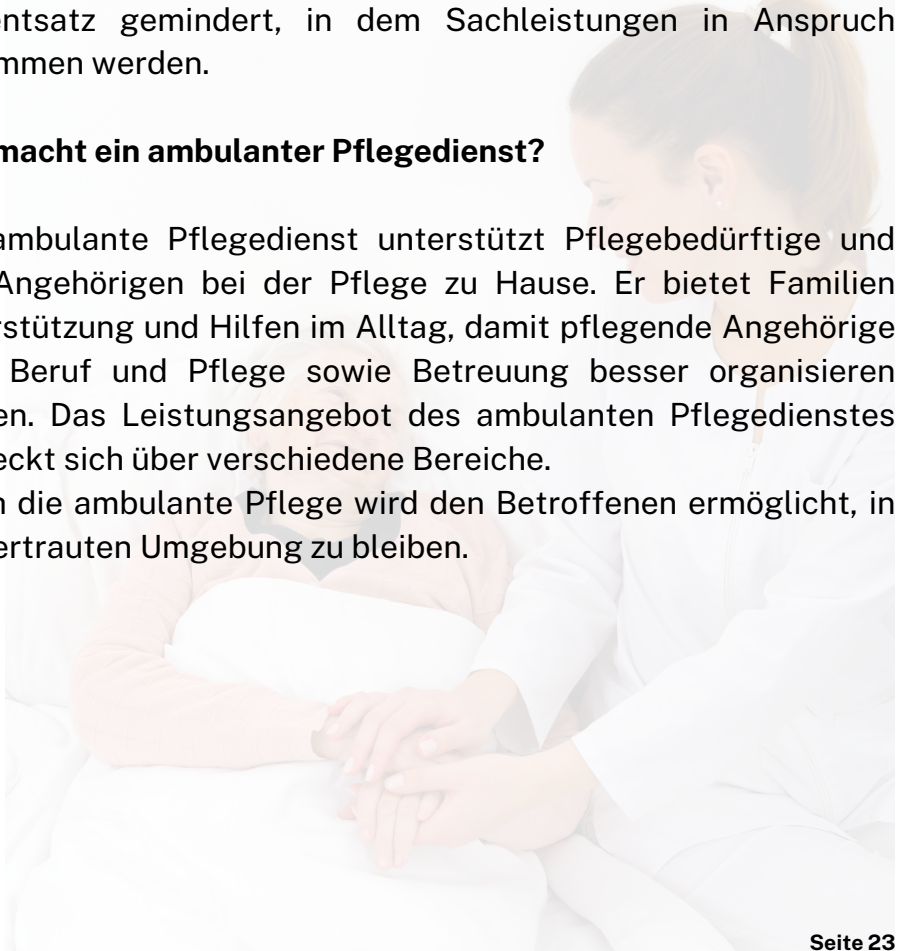 entsatz gemindert, in dem Sachleistungen in Anspruch
mmen werden.
macht ein ambulanter Pflegedienst?
ambulante Pflegedienst unterstützt Pflegebedürftige und
Angehörigen bei der Pflege zu Hause. Er bietet Familien
rstützung und Hilfen im Alltag, damit pflegende Angehörige
Beruf und Pflege sowie Betreuung besser organisieren
en. Das Leistungsangebot des ambulanten Pflegedienstes
eckt sich über verschiedene Bereiche.
n die ambulante Pflege wird den Betroffenen ermöglicht, in
ertrauten Umgebung zu bleiben.
Seite 23